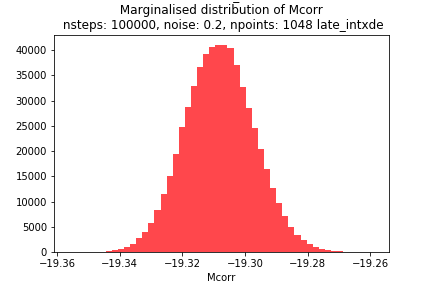 Marginalised distribution of Mcorr
nsteps: 100000, noise: 0.2, npoints: 1048 late_intxde
40000
35000
30000
25000
20000
15000
10000
5000
0
−19.36 −19.34 −19.32 −19.30 −19.28 −19.26
Mcorr